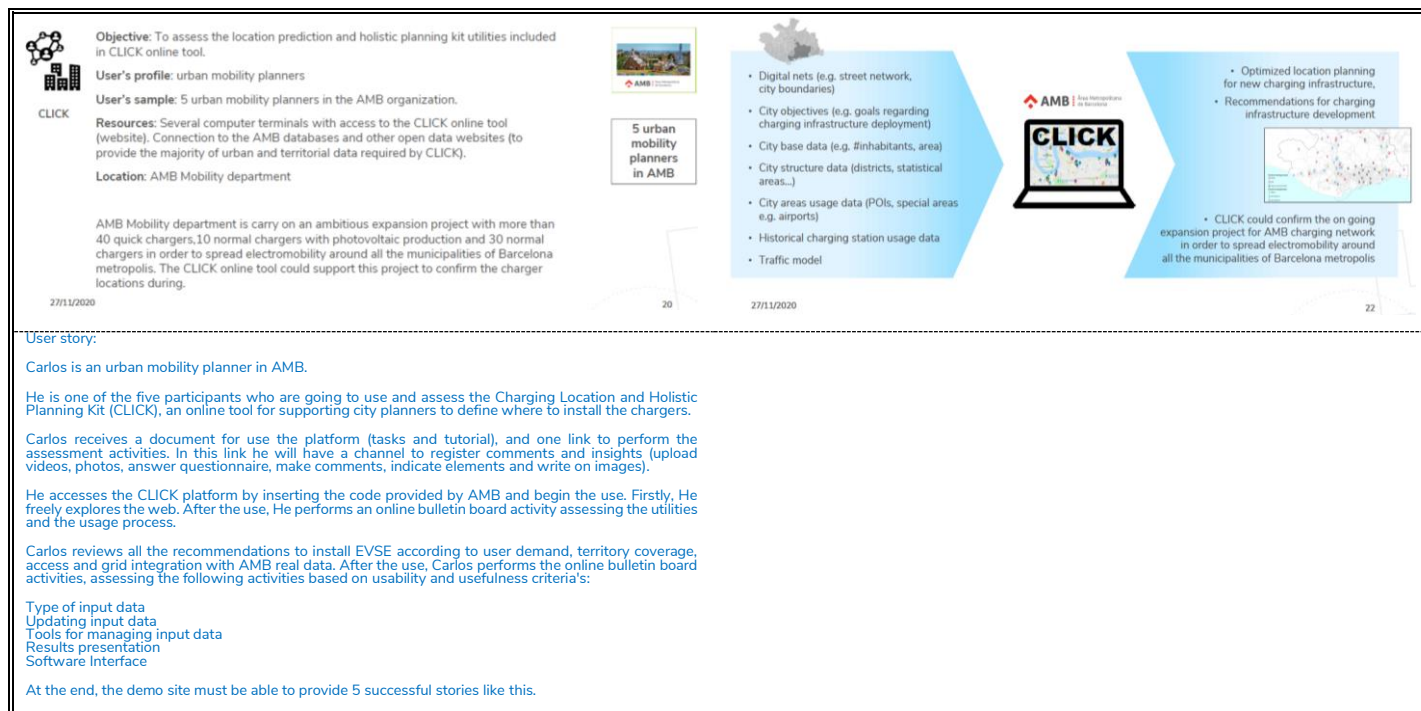 Objective: To assess the location prediction and holistic planning kit utilities included
in CLICK online tool.
User's profile: urban mobility planners
User's sample: 5 urban mobility planners in the AMB organization.
CLICK
Resources: Several computer terminals with access to the CLICK online tool
(website). Connection to the AMB databases and other open data websites (to
provide the majority of urban and territorial data required by CLICK).
Location: AMB Mobility department
AMB Mobility department is carry on an ambitious expansion project with more than
40 quick chargers,10 normal chargers with photovoltaic production and 30 normal
chargers in order to spread electromobility around all the municipalities of Barcelona
metropolis. The CLICK online tool could support this project to confirm the charger
locations during.
AMB
5 urban
mobility
planners
in AMB
27/11/2020
20
• Digital nets (e.g. street network,
city boundaries)
• City objectives (e.g. goals regarding
charging infrastructure deployment)
• City base data (e.g. #inhabitants, area)
• City structure data (districts, statistical
areas...)
• City areas usage data (POIs, special areas
e.g. airports)
• Historical charging station usage data
• Traffic model
AMB Àrea Metropolitana
de Barcelona
CLICK
• Optimized location planning
for new charging infrastructure,
• Recommendations for charging
infrastructure development
• CLICK could confirm the on going
expansion project for AMB charging network
in order to spread electromobility around
all the municipalities of Barcelona metropolis
27/11/2020
22
User story:
Carlos is an urban mobility planner in AMB.
He is one of the five participants who are going to use and assess the Charging Location and Holistic
Planning Kit (CLICK), an online tool for supporting city planners to define where to install the chargers.
Carlos receives a document for use the platform (tasks and tutorial), and one link to perform the
assessment activities. In this link he will have a channel to register comments and insights (upload
videos, photos, answer questionnaire, make comments, indicate elements and write on images).
He accesses the CLICK platform by inserting the code provided by AMB and begin the use. Firstly, He
freely explores the web. After the use, He performs an online bulletin board activity assessing the utilities
and the usage process.
Carlos reviews all the recommendations to install EVSE according to user demand, territory coverage,
access and grid integration with AMB real data. After the use, Carlos performs the online bulletin board
activities, assessing the following activities based on usability and usefulness criteria's:
Type of input data
Updating input data
Tools for managing input data
Results presentation
Software Interface
At the end, the demo site must be able to provide 5 successful stories like this.